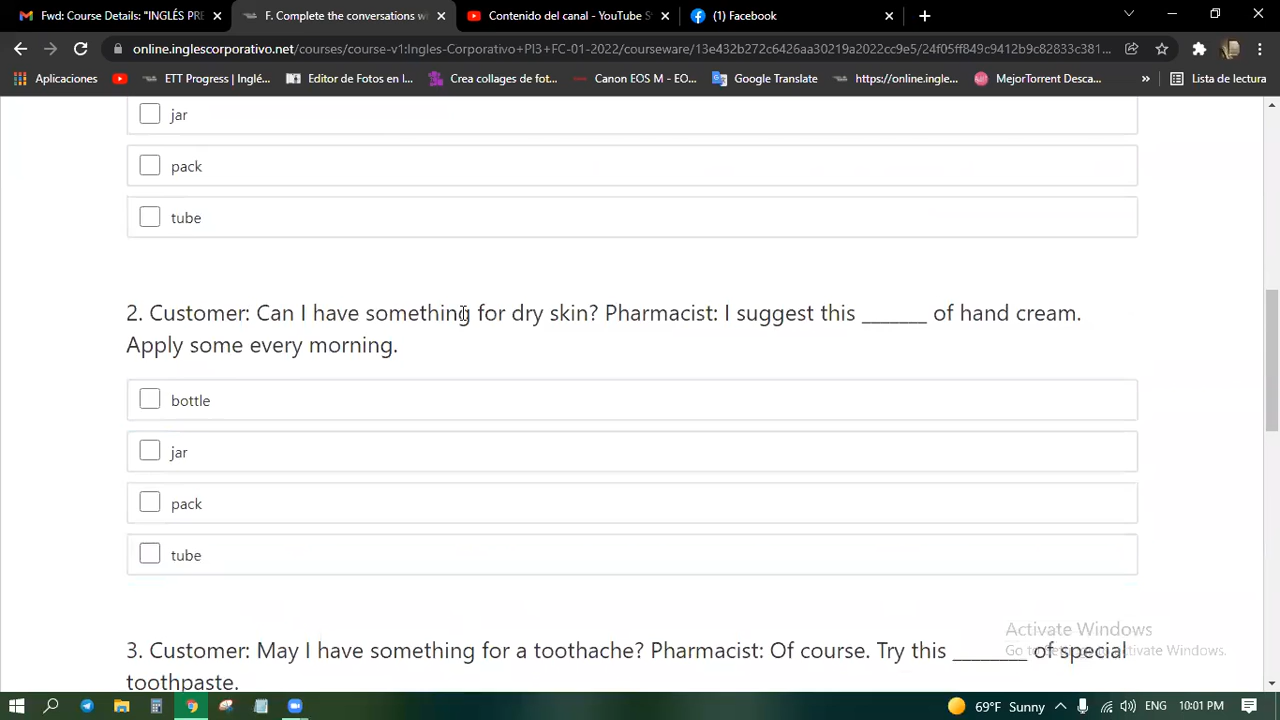 Fwd: Course Details: "INGLÉS PRE
F. Complete the conversations w
Contenido del canal - YouTube S
(1) Facebook
online.inglescorporativo.net/courses/course-v1:Ingles-Corporativo+PI3+FC-01-2022/courseware/13e432b272c6426aa30219a2022cc9e5/24f05ff849c9412b9c82833c381...
Aplicaciones
ETT Progress | Inglé...
Editor de Fotos en l...
Crea collages de fot...
Canon EOS M - EO...
Google Translate
https://online.ingle...
MejorTorrent Desca...
»
Lista de lectura
jar
pack
tube
2. Customer: Can I have something for dry skin? Pharmacist: I suggest this _______ of hand cream.
Apply some every morning.
bottle
jar
pack
tube
3. Customer: May I have something for a toothache? Pharmacist: Of course. Try this ________ of special
toothpaste.
Activate Windows
Go to Settings to activate Windows.
69°F Sunny
ENG
10:01 PM